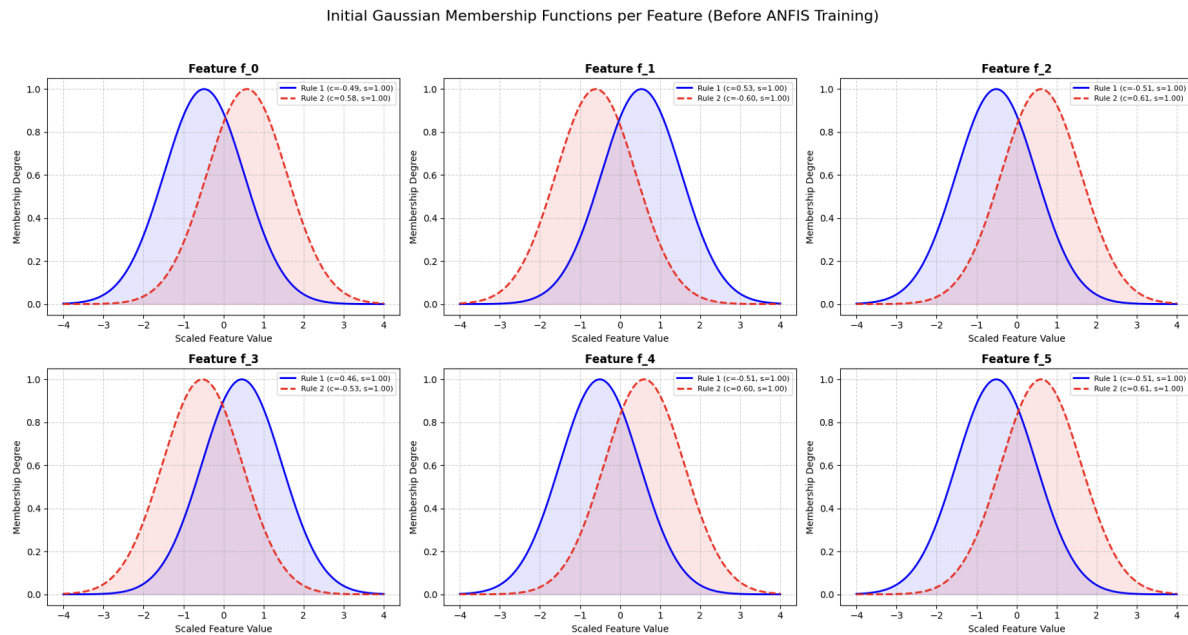 Initial Gaussian Membership Functions per Feature (Before ANFIS Training)
Feature f_0
Rule 1 (c=-0.49, s=1.00)
Rule 2 (c=0.58, s=1.00)
Membership Degree
1.0
0.8
0.6
0.4
0.2
0.0
−4 −3 −2 −1 0 1 2 3 4
Scaled Feature Value
Feature f_1
Rule 1 (c=0.53, s=1.00)
Rule 2 (c=-0.60, s=1.00)
Membership Degree
1.0
0.8
0.6
0.4
0.2
0.0
−4 −3 −2 −1 0 1 2 3 4
Scaled Feature Value
Feature f_2
Rule 1 (c=-0.51, s=1.00)
Rule 2 (c=0.61, s=1.00)
Membership Degree
1.0
0.8
0.6
0.4
0.2
0.0
−4 −3 −2 −1 0 1 2 3 4
Scaled Feature Value
Feature f_3
Rule 1 (c=0.46, s=1.00)
Rule 2 (c=-0.53, s=1.00)
Membership Degree
1.0
0.8
0.6
0.4
0.2
0.0
−4 −3 −2 −1 0 1 2 3 4
Scaled Feature Value
Feature f_4
Rule 1 (c=-0.51, s=1.00)
Rule 2 (c=0.60, s=1.00)
Membership Degree
1.0
0.8
0.6
0.4
0.2
0.0
−4 −3 −2 −1 0 1 2 3 4
Scaled Feature Value
Feature f_5
Rule 1 (c=-0.51, s=1.00)
Rule 2 (c=0.61, s=1.00)
Membership Degree
1.0
0.8
0.6
0.4
0.2
0.0
−4 −3 −2 −1 0 1 2 3 4
Scaled Feature Value